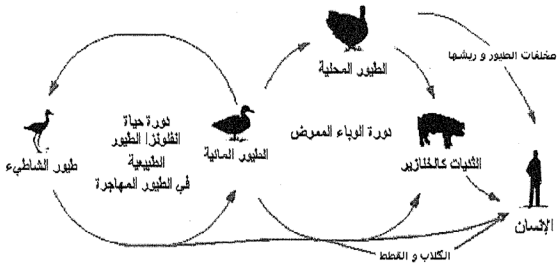 الطيور المحلية
مخلفات الطيور و ريشها
دورة حياة
انفلونزا الطيور
الطبيعية
في الطيور المهاجرة
طيور الشاطيء
الطيور المائية
دورة الوباء الممرض
الثديات كالخنازير
الإنسان
الكلاب و القطط